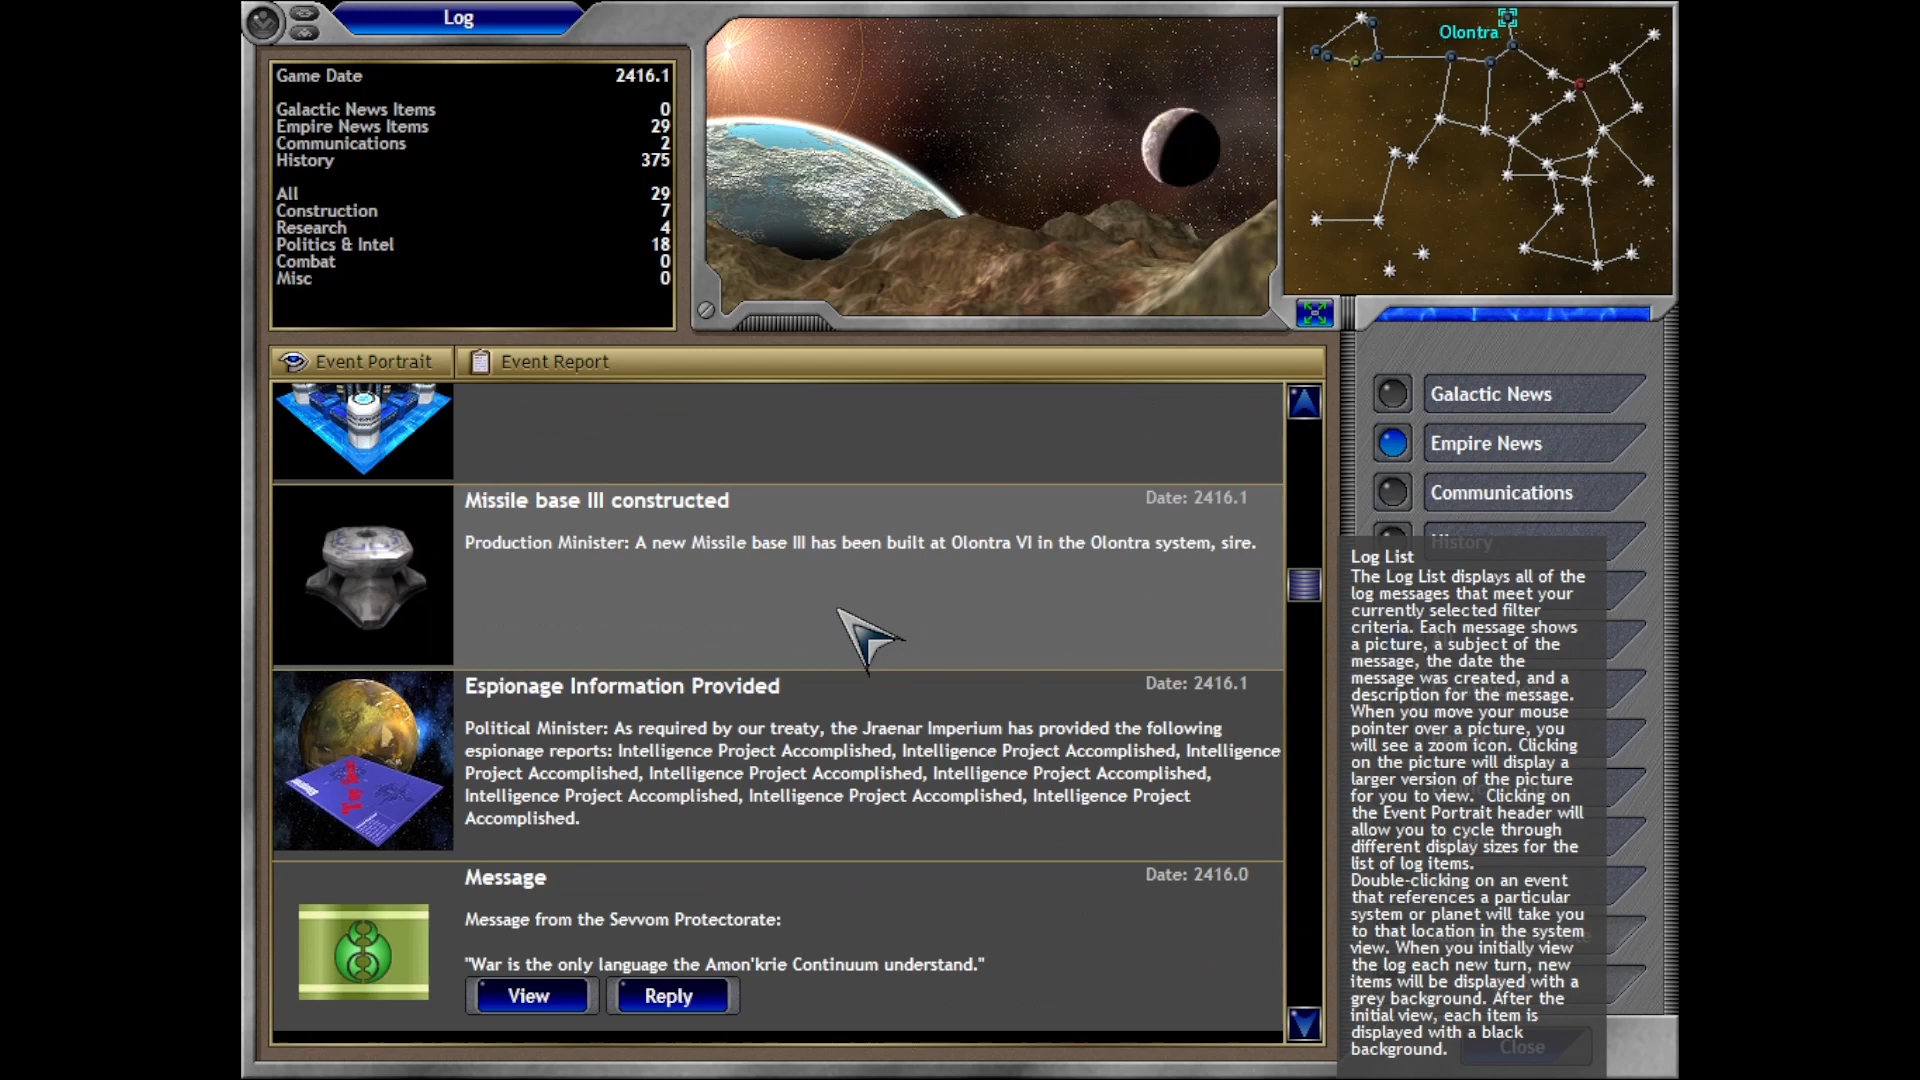 Log
Game Date 2416.1
Galactic News Items 0
Empire News Items 29
Communications 2
History 375
All 29
Construction 7
Research 4
Politics & Intel 18
Combat 0
Misc 0
Olontra
Event Portrait
Event Report
Missile base III constructed
Date: 2416.1
Production Minister: A new Missile base III has been built at Olontra VI in the Olontra system, sire.
Espionage Information Provided
Date: 2416.1
Political Minister: As required by our treaty, the Jraenar Imperium has provided the following
espionage reports: Intelligence Project Accomplished, Intelligence Project Accomplished, Intelligence
Project Accomplished, Intelligence Project Accomplished, Intelligence Project Accomplished,
Intelligence Project Accomplished, Intelligence Project Accomplished, Intelligence Project
Accomplished.
Message
Date: 2416.0
Message from the Sevvom Protectorate:
"War is the only language the Amon'krie Continuum understand."
View
Reply
Galactic News
Empire News
Communications
History
Log List
The Log List displays all of the
log messages that meet your
currently selected filter
criteria. Each message shows
a picture, a subject of the
message, the date the
message was created, and a
description for the message.
When you move your mouse
pointer over a picture, you
will see a zoom icon. Clicking
on the picture will display a
larger version of the picture
for you to view. Clicking on
the Event Portrait header will
allow you to cycle through
different display sizes for the
list of log items.
Double-clicking on an event
that references a particular
system or planet will take you
to that location in the system
view. When you initially view
the log each new turn, new
items will be displayed with a
grey background. After the
initial view, each item is
displayed with a black
background.
Close